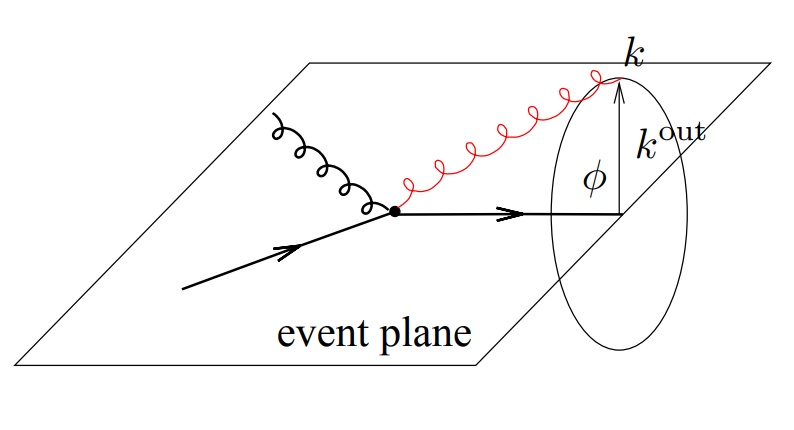 k
k^out
ϕ
event plane